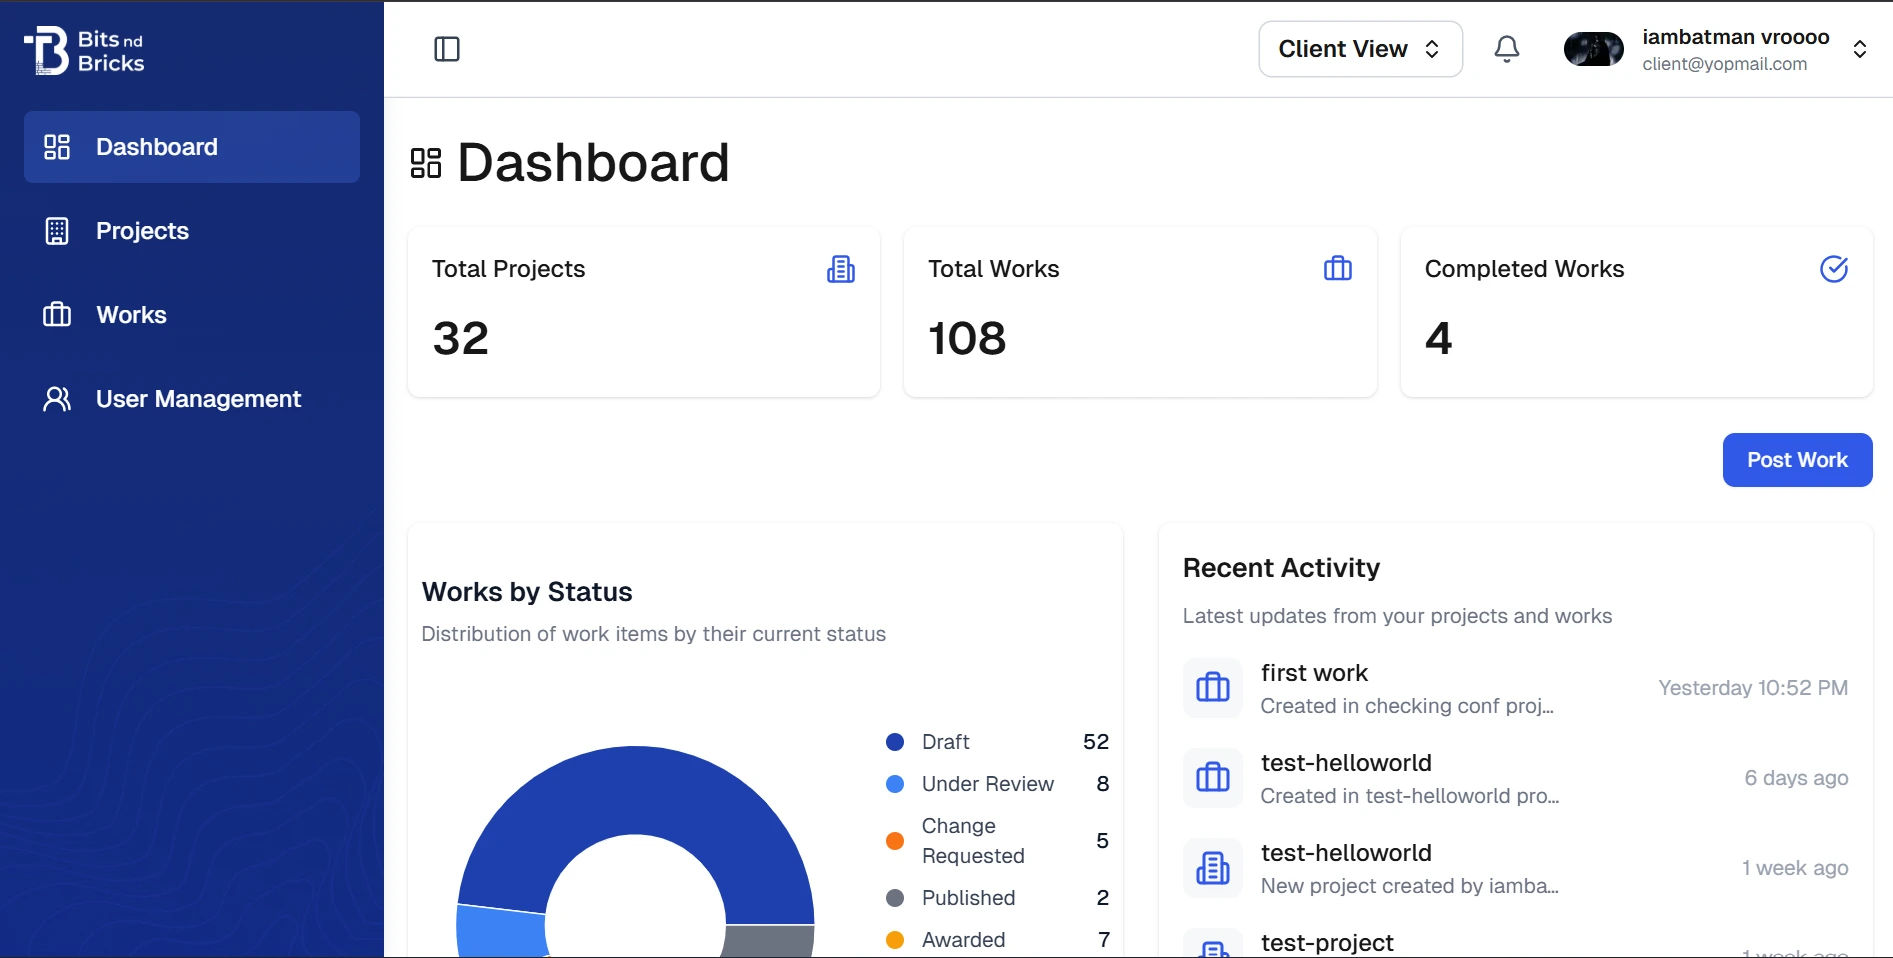 Bits nd
Bricks
Client View
iambatman vroooo
client@yopmail.com
Dashboard
Projects
Works
User Management
Dashboard
Total Projects
32
Total Works
108
Completed Works
4
Post Work
Works by Status
Distribution of work items by their current status
Draft 52
Under Review 8
Change
Requested 5
Published 2
Awarded 7
Recent Activity
Latest updates from your projects and works
first work
Created in checking conf proj...
Yesterday 10:52 PM
test-helloworld
Created in test-helloworld pro...
6 days ago
test-helloworld
New project created by iamba...
1 week ago
test-project
1 week ago